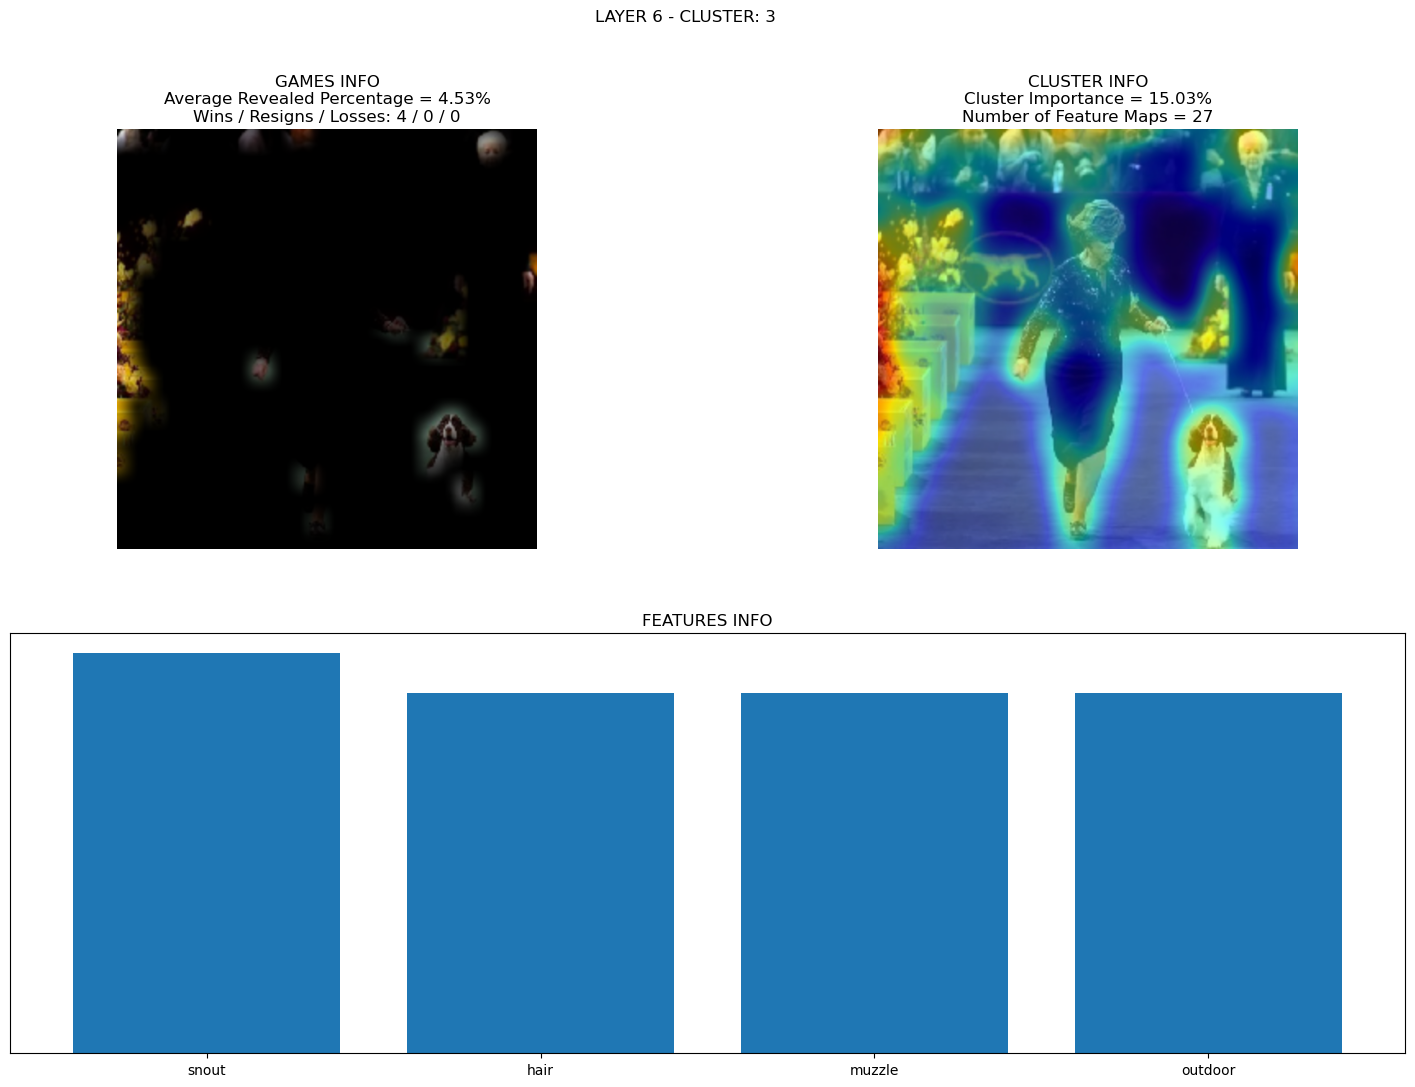 LAYER 6 - CLUSTER: 3
GAMES INFO
Average Revealed Percentage = 4.53%
Wins / Resigns / Losses: 4 / 0 / 0
CLUSTER INFO
Cluster Importance = 15.03%
Number of Feature Maps = 27
FEATURES INFO
snout
hair
muzzle
outdoor